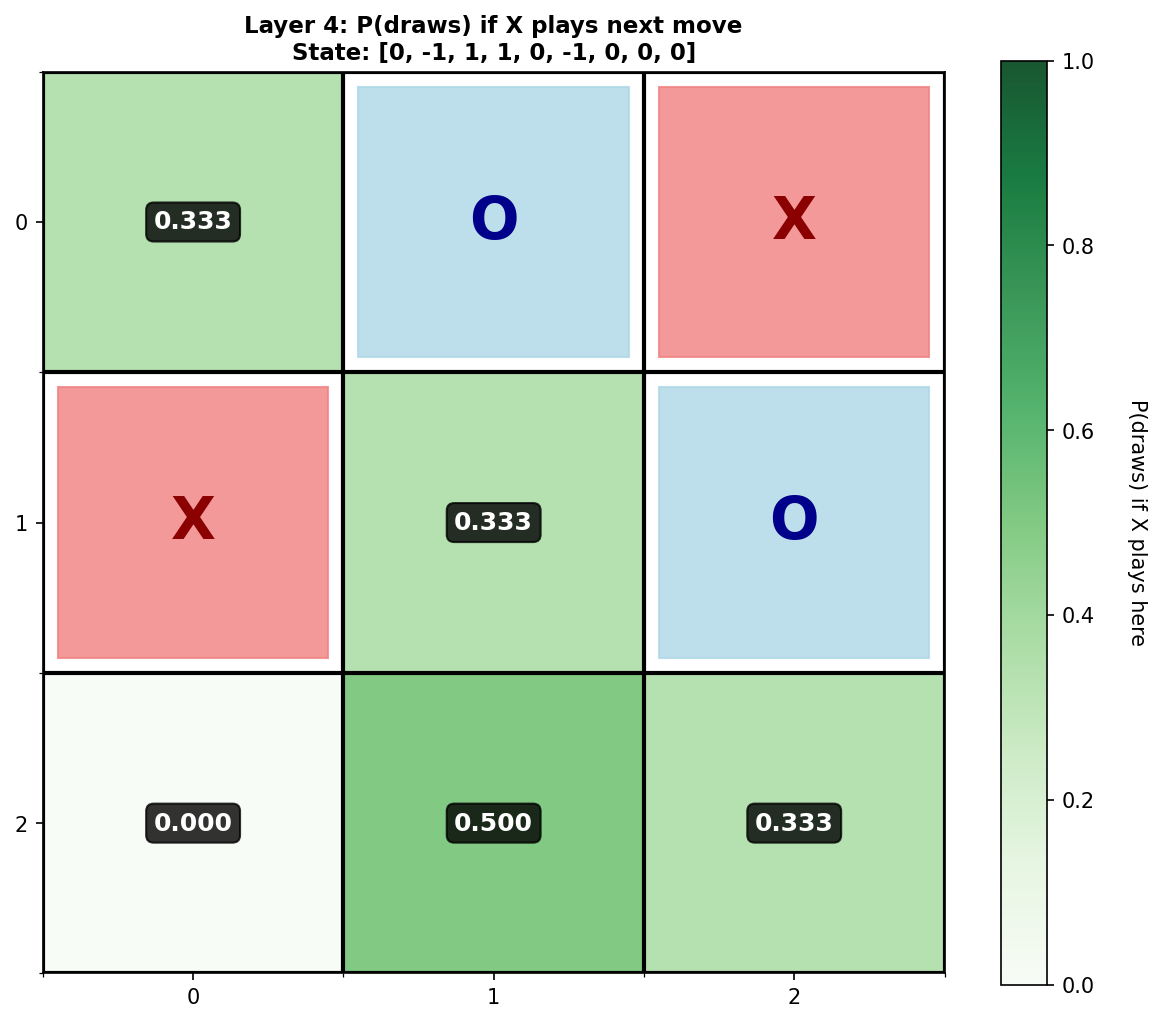 Layer 4: P(draws) if X plays next move
State: [0, -1, 1, 1, 0, -1, 0, 0, 0]
0
0.333
O
X
1
X
0.333
O
2
0.000
0.500
0.333
0
1
2
1.0
0.8
0.6
0.4
0.2
0.0
P(draws) if X plays here